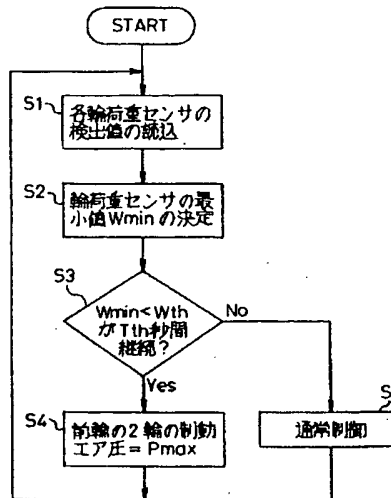 START
S1
各輪荷重センサの
検出値の読込
S2
輪荷重センサの最
小値Wminの決定
S3
Wmin<Wth
がTth秒間
継続?
No
Yes
S4
前輪の2輪の制動
エア圧=Pmax
S
通常制御